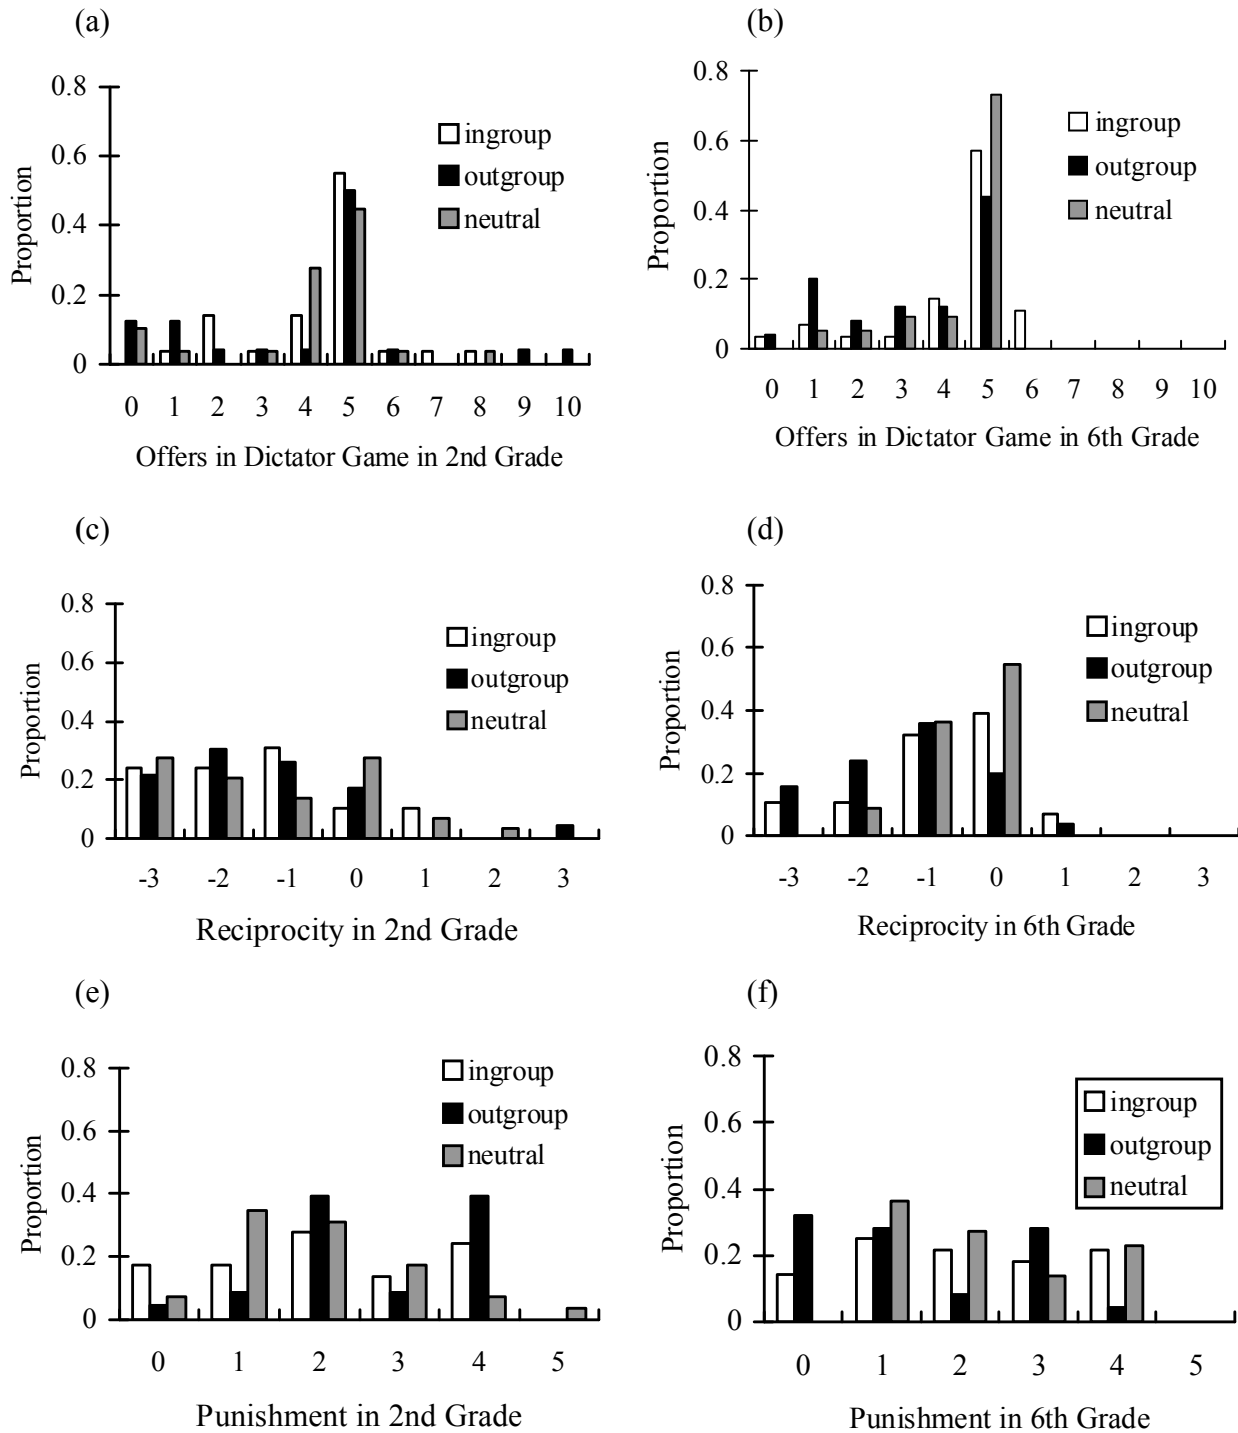 (a)
0.8
0.6
0.4
0.2
0
Proportion
ingroup
outgroup
neutral
0 1 2 3 4 5 6 7 8 9 10
Offers in Dictator Game in 2nd Grade
(b)
0.8
0.6
0.4
0.2
0
Proportion
ingroup
outgroup
neutral
0 1 2 3 4 5 6 7 8 9 10
Offers in Dictator Game in 6th Grade
(c)
0.8
0.6
0.4
0.2
0
Proportion
ingroup
outgroup
neutral
-3 -2 -1 0 1 2 3
Reciprocity in 2nd Grade
(d)
0.8
0.6
0.4
0.2
0
Proportion
ingroup
outgroup
neutral
-3 -2 -1 0 1 2 3
Reciprocity in 6th Grade
(e)
0.8
0.6
0.4
0.2
0
Proportion
ingroup
outgroup
neutral
0 1 2 3 4 5
Punishment in 2nd Grade
(f)
0.8
0.6
0.4
0.2
0
Proportion
ingroup
outgroup
neutral
0 1 2 3 4 5
Punishment in 6th Grade